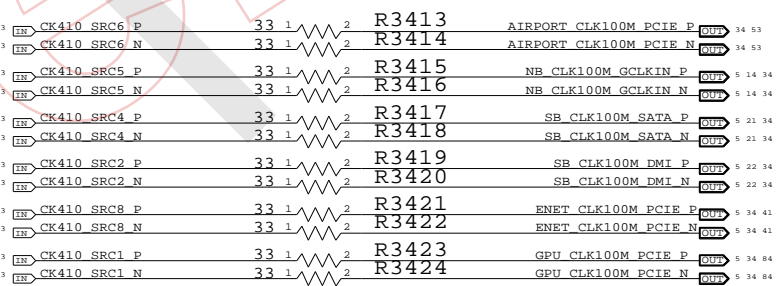 3 IN CK410_SRC6_P 33 1 2 R3413 AIRPORT_CLK100M_PCIE_P OUT 34 53
3 IN CK410_SRC6_N 33 1 2 R3414 AIRPORT_CLK100M_PCIE_N OUT 34 53
3 IN CK410_SRC5_P 33 1 2 R3415 NB_CLK100M_GCLKIN_P OUT 5 14 34
3 IN CK410_SRC5_N 33 1 2 R3416 NB_CLK100M_GCLKIN_N OUT 5 14 34
3 IN CK410_SRC4_P 33 1 2 R3417 SB_CLK100M_SATA_P OUT 5 21 34
3 IN CK410_SRC4_N 33 1 2 R3418 SB_CLK100M_SATA_N OUT 5 21 34
3 IN CK410_SRC2_P 33 1 2 R3419 SB_CLK100M_DMI_P OUT 5 22 34
3 IN CK410_SRC2_N 33 1 2 R3420 SB_CLK100M_DMI_N OUT 5 22 34
3 IN CK410_SRC8_P 33 1 2 R3421 ENET_CLK100M_PCIE_P OUT 5 34 41
3 IN CK410_SRC8_N 33 1 2 R3422 ENET_CLK100M_PCIE_N OUT 5 34 41
3 IN CK410_SRC1_P 33 1 2 R3423 GPU_CLK100M_PCIE_P OUT 5 34 84
3 IN CK410_SRC1_N 33 1 2 R3424 GPU_CLK100M_PCIE_N OUT 5 34 84